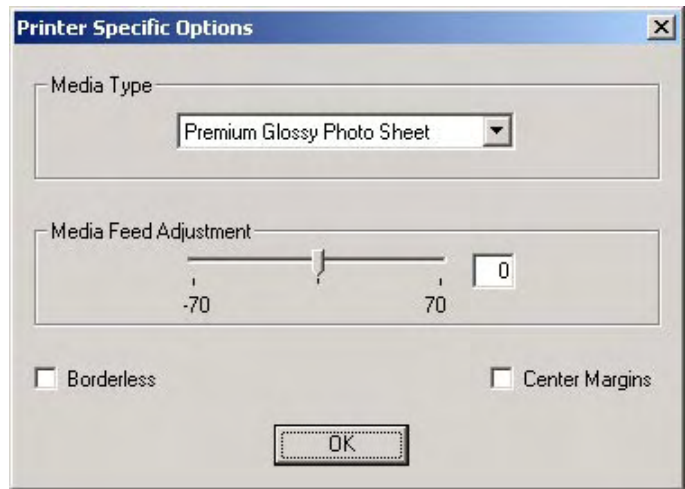 Printer Specific Options
Media Type
Premium Glossy Photo Sheet
Media Feed Adjustment
0
-70 70
Borderless Center Margins
OK